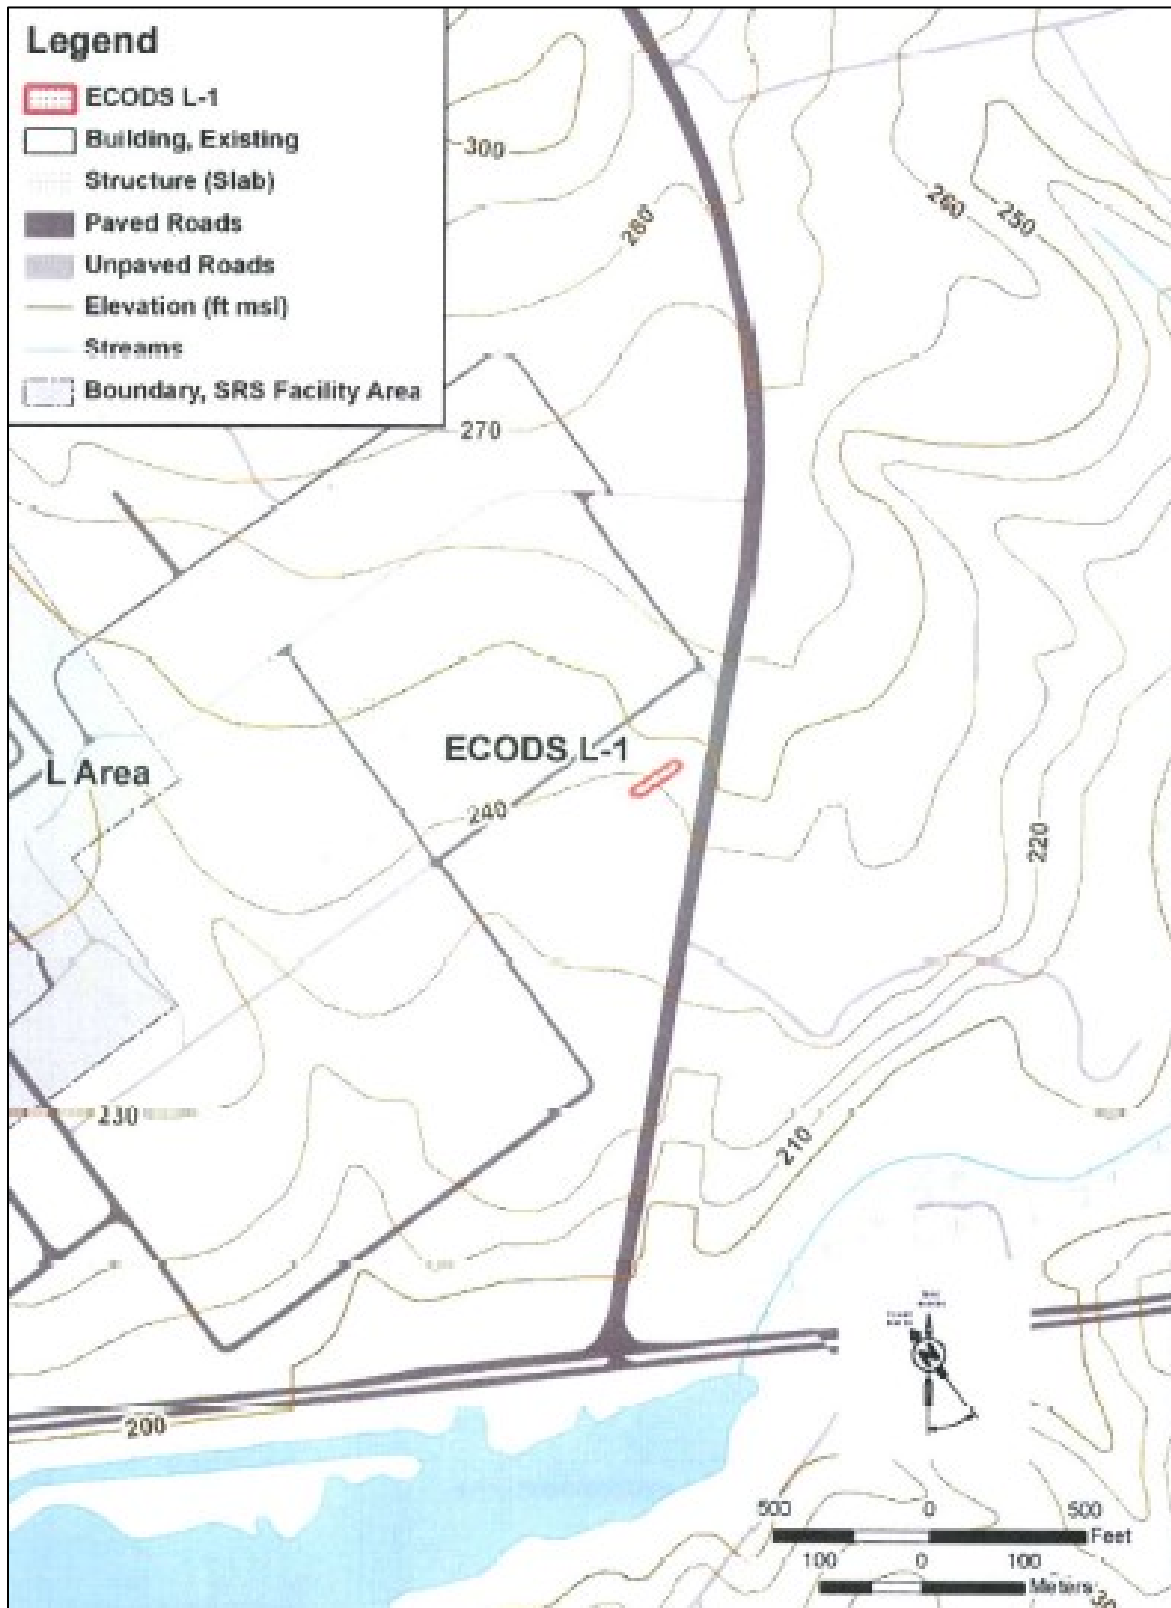 Legend
ECODS L-1
Building, Existing
Structure (Slab)
Paved Roads
Unpaved Roads
Elevation (ft msl)
Streams
Boundary, SRS Facility Area
300
280
260
250
270
ECODS L-1
L Area
240
220
230
210
200
500 0 500
Feet
100 0 100
Meters